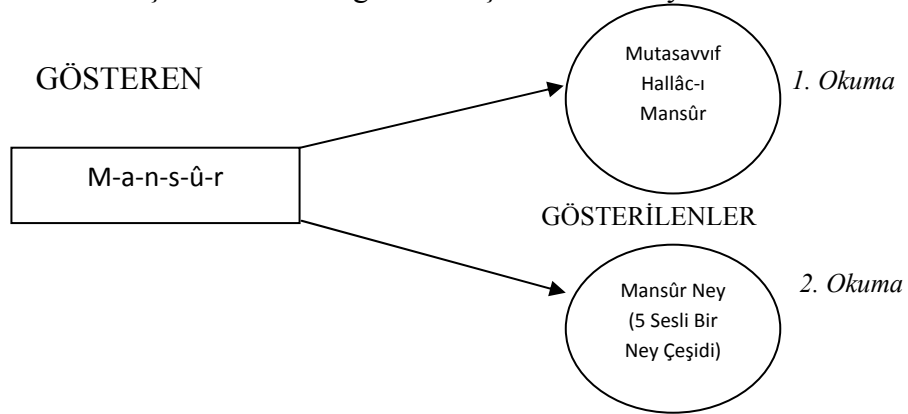 Mutasavvıf
Hallâc-ı
Mansûr
1. Okuma
GÖSTEREN
M-a-n-s-û-r
GÖSTERİLENLER
Mansûr Ney
(5 Sesli Bir
Ney Çeşidi)
2. Okuma